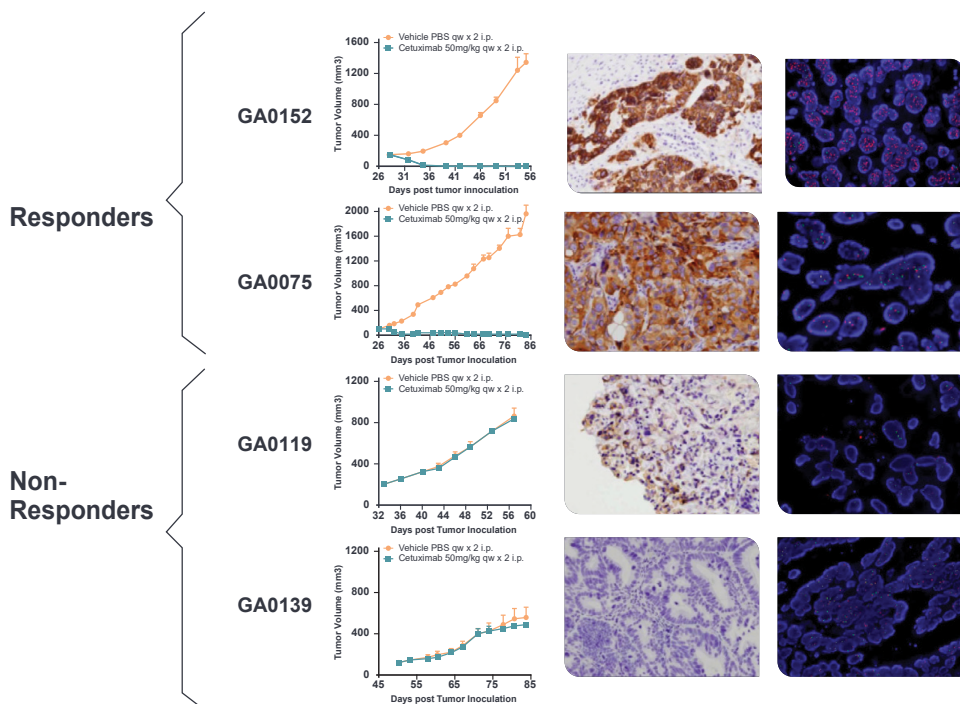 Responders
GA0152
Vehicle PBS qw x 2 i.p.
Cetuximab 50mg/kg qw x 2 i.p.
Tumor Volume (mm3)
1600
1200
800
400
0
26 31 36 41 46 51 56
Days post tumor innoculation
GA0075
Vehicle PBS qw x 2 i.p.
Cetuximab 50mg/kg qw x 2 i.p.
Tumor Volume (mm3)
2000
1600
1200
800
400
0
26 36 46 56 66 76 86
Days post Tumor Inoculation
Non-
Responders
GA0119
Vehicle PBS qw x 2 i.p.
Cetuximab 50mg/kg qw x 2 i.p.
Tumor Volume (mm3)
1200
800
400
0
32 36 40 44 48 52 56 60
Days post Tumor Inoculation
GA0139
Vehicle PBS qw x 2 i.p.
Cetuximab 50mg/kg qw x 2 i.p.
Tumor Volume (mm3)
1200
800
400
0
45 55 65 75 85
Days post Tumor Inoculation